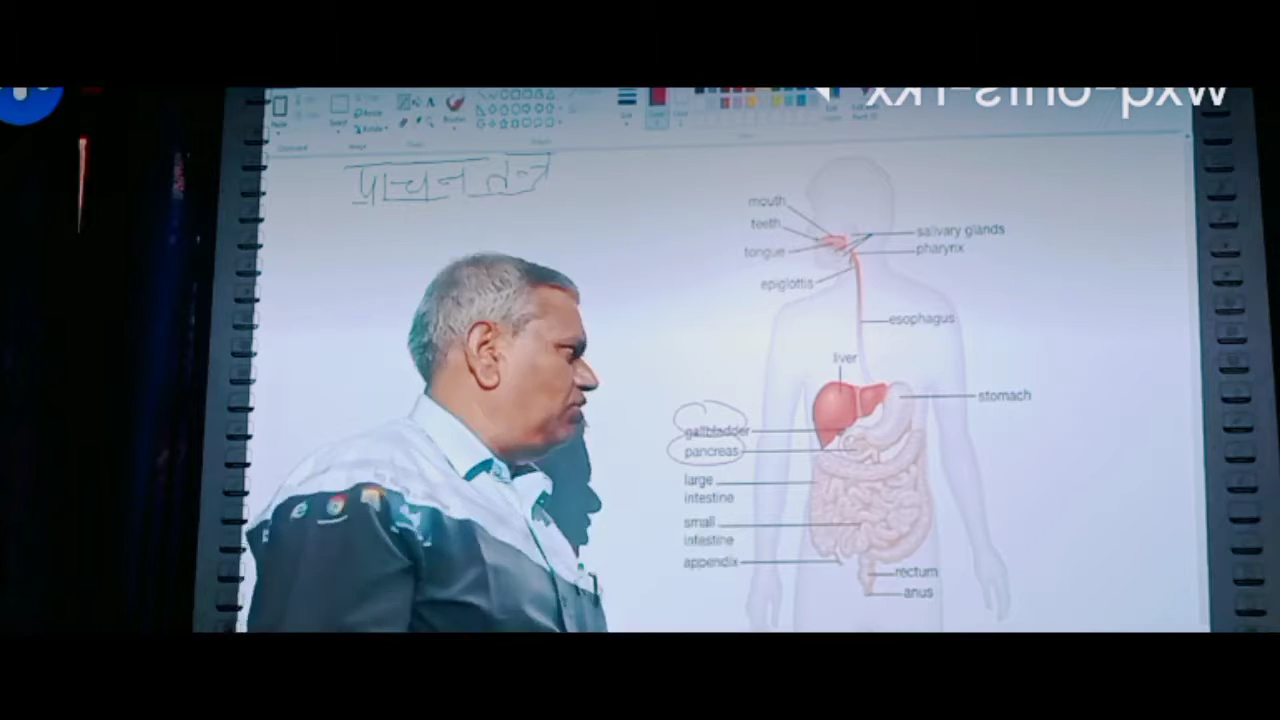 पाचन तन्त्र
mouth
teeth
tongue
epiglottis
salivary glands
pharynx
esophagus
liver
stomach
gallbladder
pancreas
large
intestine
small
intestine
appendix
rectum
anus